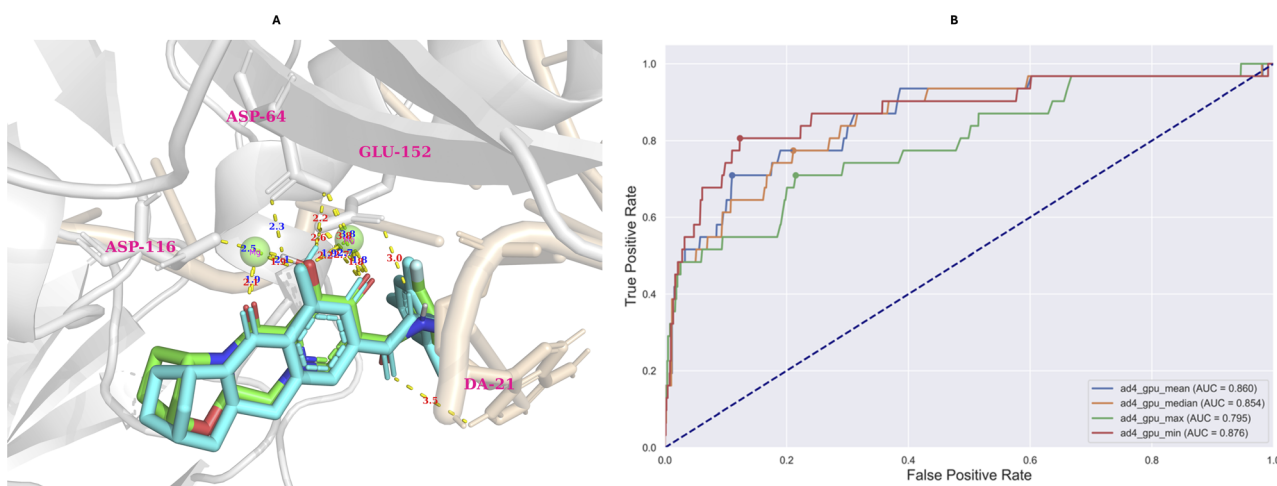 A
B
ASP-64
GLU-152
ASP-116
DA-21
2.2
2.3
2.6
2.5
3.0
3.5
Mg
1.9
True Positive Rate
1.0
0.8
0.6
0.4
0.2
0.0
0.0
0.2
0.4
0.6
0.8
1.0
False Positive Rate
ad4_gpu_mean (AUC = 0.860)
ad4_gpu_median (AUC = 0.854)
ad4_gpu_max (AUC = 0.795)
ad4_gpu_min (AUC = 0.876)